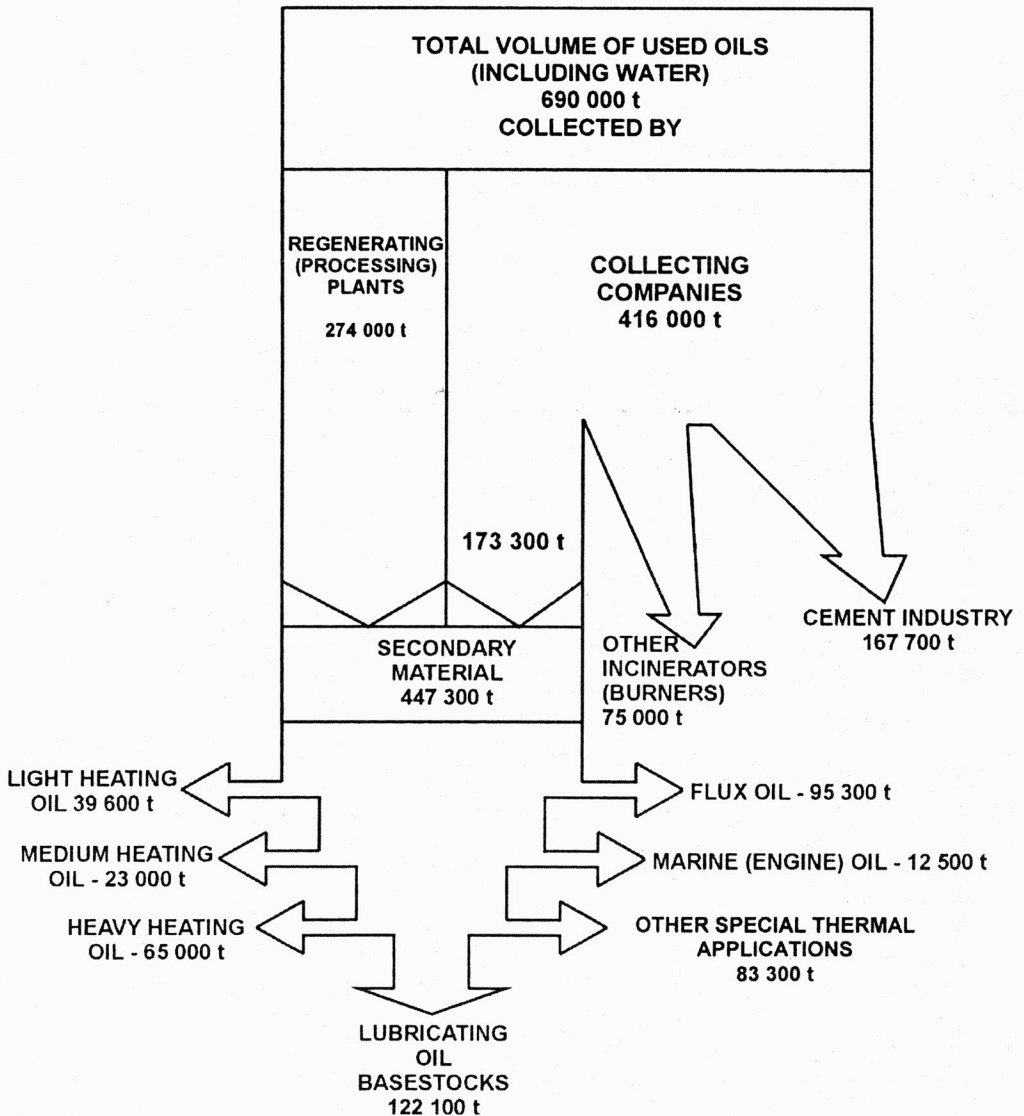 TOTAL VOLUME OF USED OILS
(INCLUDING WATER)
690 000 t
COLLECTED BY
REGENERATING
(PROCESSING)
PLANTS
274 000 t
COLLECTING
COMPANIES
416 000 t
173 300 t
SECONDARY
MATERIAL
447 300 t
OTHER
INCINERATORS
(BURNERS)
75 000 t
CEMENT INDUSTRY
167 700 t
LIGHT HEATING
OIL 39 600 t
FLUX OIL - 95 300 t
MEDIUM HEATING
OIL - 23 000 t
MARINE (ENGINE) OIL - 12 500 t
HEAVY HEATING
OIL - 65 000 t
OTHER SPECIAL THERMAL
APPLICATIONS
83 300 t
LUBRICATING
OIL
BASESTOCKS
122 100 t